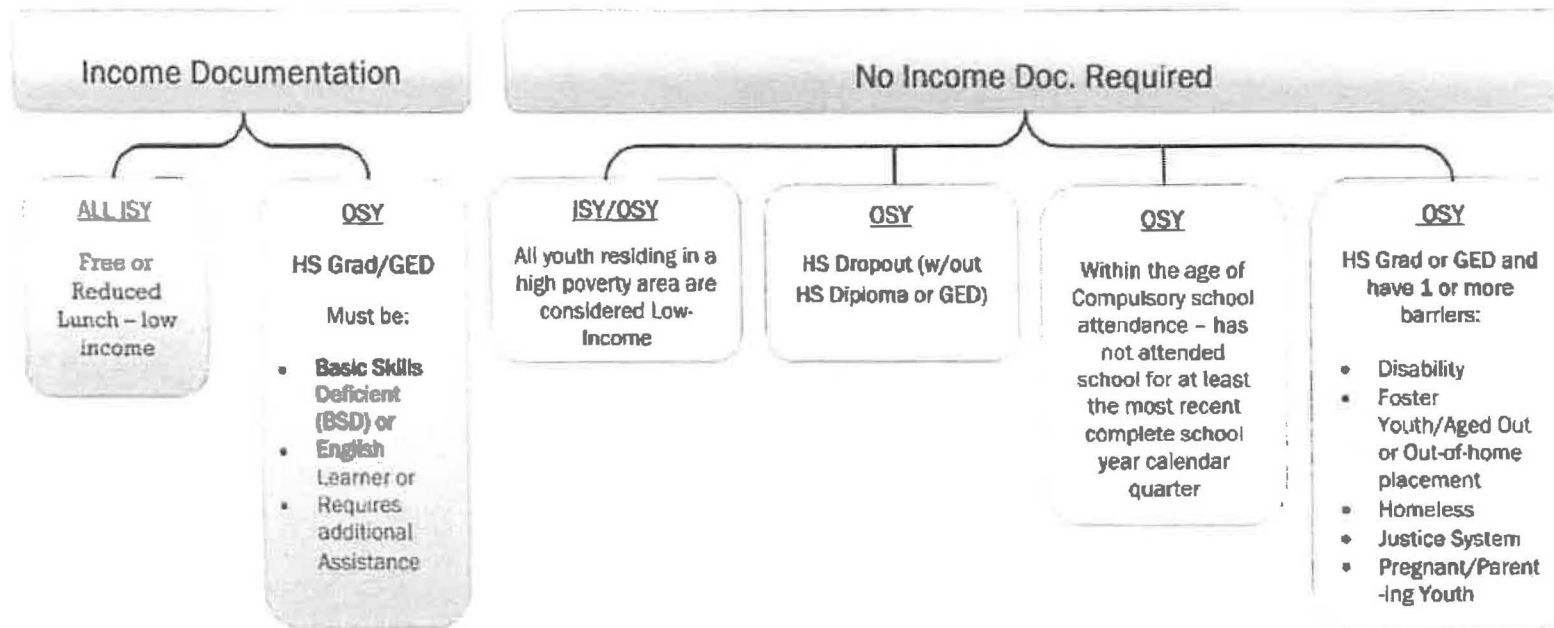 Income Documentation
No Income Doc. Required
ALL ISY
Free or
Reduced
Lunch – low
income
OSY
HS Grad/GED
Must be:
• Basic Skills
Deficient
(BSD) or
• English
Learner or
• Requires
additional
Assistance
ISY/OSY
All youth residing in a
high poverty area are
considered Low-
Income
OSY
HS Dropout (w/out
HS Diploma or GED)
OSY
Within the age of
Compulsory school
attendance – has
not attended
school for at least
the most recent
complete school
year calendar
quarter
OSY
HS Grad or GED and
have 1 or more
barriers:
• Disability
• Foster
Youth/Aged Out
or Out-of-home
placement
• Homeless
• Justice System
• Pregnant/Parent
-ing Youth